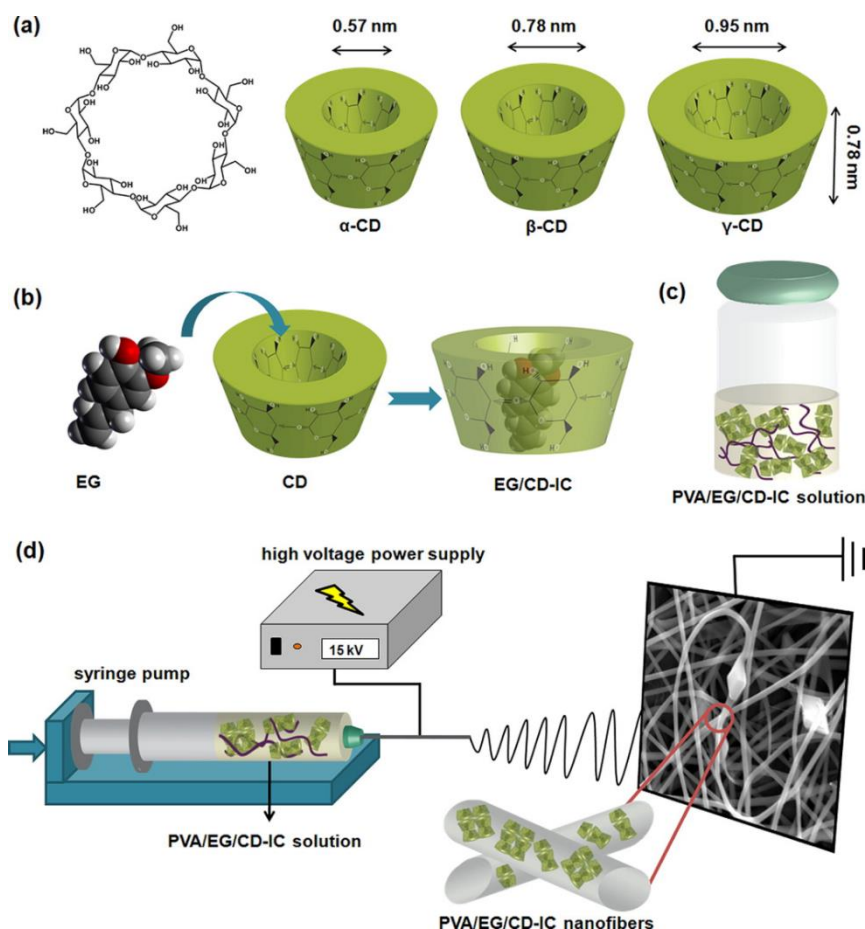 (a)
0.57 nm
0.78 nm
0.95 nm
0.78 nm
α-CD
β-CD
γ-CD
(b)
EG
CD
EG/CD-IC
(c)
PVA/EG/CD-IC solution
(d)
high voltage power supply
15 kV
syringe pump
PVA/EG/CD-IC solution
PVA/EG/CD-IC nanofibers